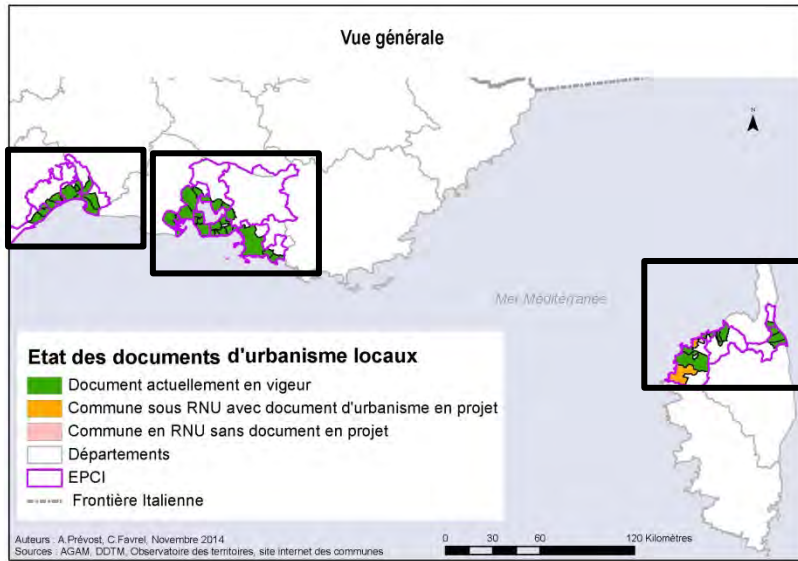 Vue générale
N
Mer Méditerranée
Etat des documents d'urbanisme locaux
Document actuellement en vigueur
Commune sous RNU avec document d'urbanisme en projet
Commune en RNU sans document en projet
Départements
EPCI
Frontière Italienne
Auteurs : A.Prévost, C.Favrel, Novembre 2014
Sources : AGAM, DDTM, Observatoire des territoires, site internet des communes
0 30 60 120 Kilomètres